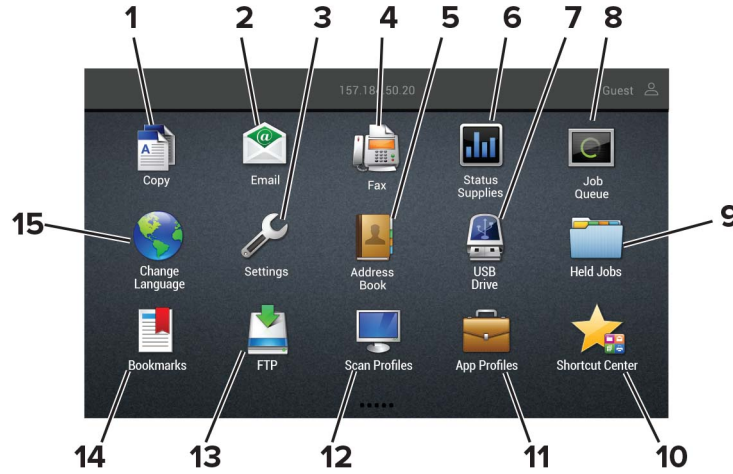 1 2 3 4 5 6 7 8
157.184.50.20 Guest
A @
Copy Email Fax Status Supplies Job Queue
15 9
Change Language Settings Address Book USB Drive Held Jobs
Bookmarks FTP Scan Profiles App Profiles Shortcut Center
14 13 12 11 10